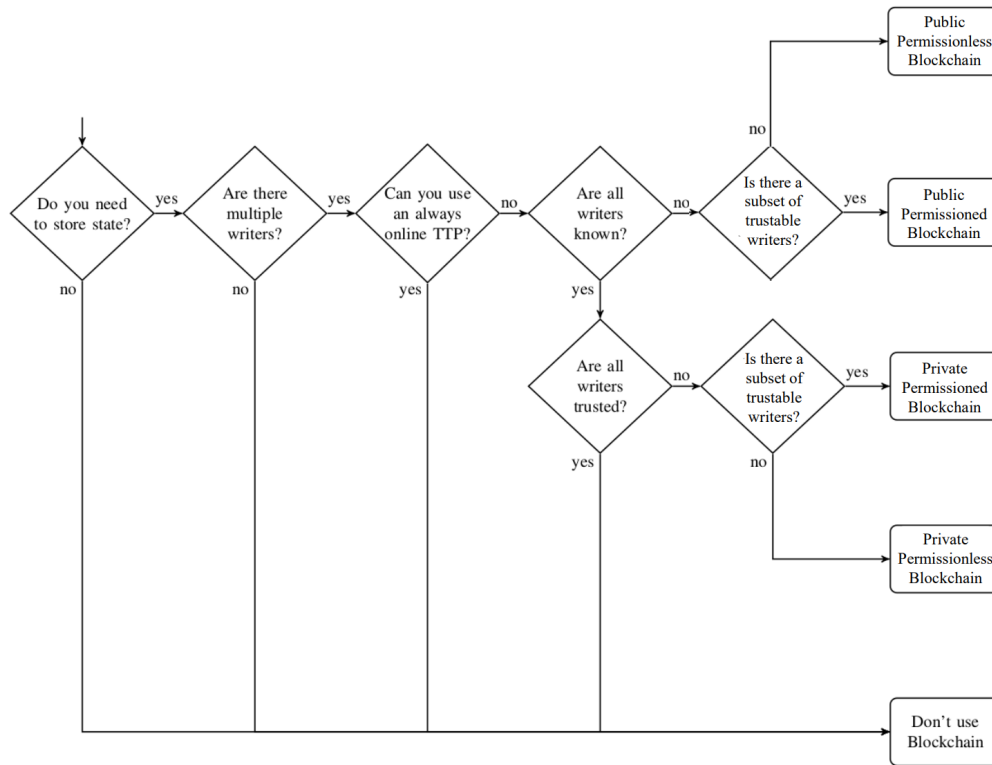 Public
Permissionless
Blockchain
no
Do you need
to store state?
yes
Are there
multiple
writers?
yes
Can you use
an always
online TTP?
no
Are all
writers
known?
no
Is there a
subset of
trustable
writers?
yes
Public
Permissioned
Blockchain
no
no
yes
yes
Are all
writers
trusted?
no
Is there a
subset of
trustable
writers?
yes
Private
Permissioned
Blockchain
yes
no
Private
Permissionless
Blockchain
Don't use
Blockchain